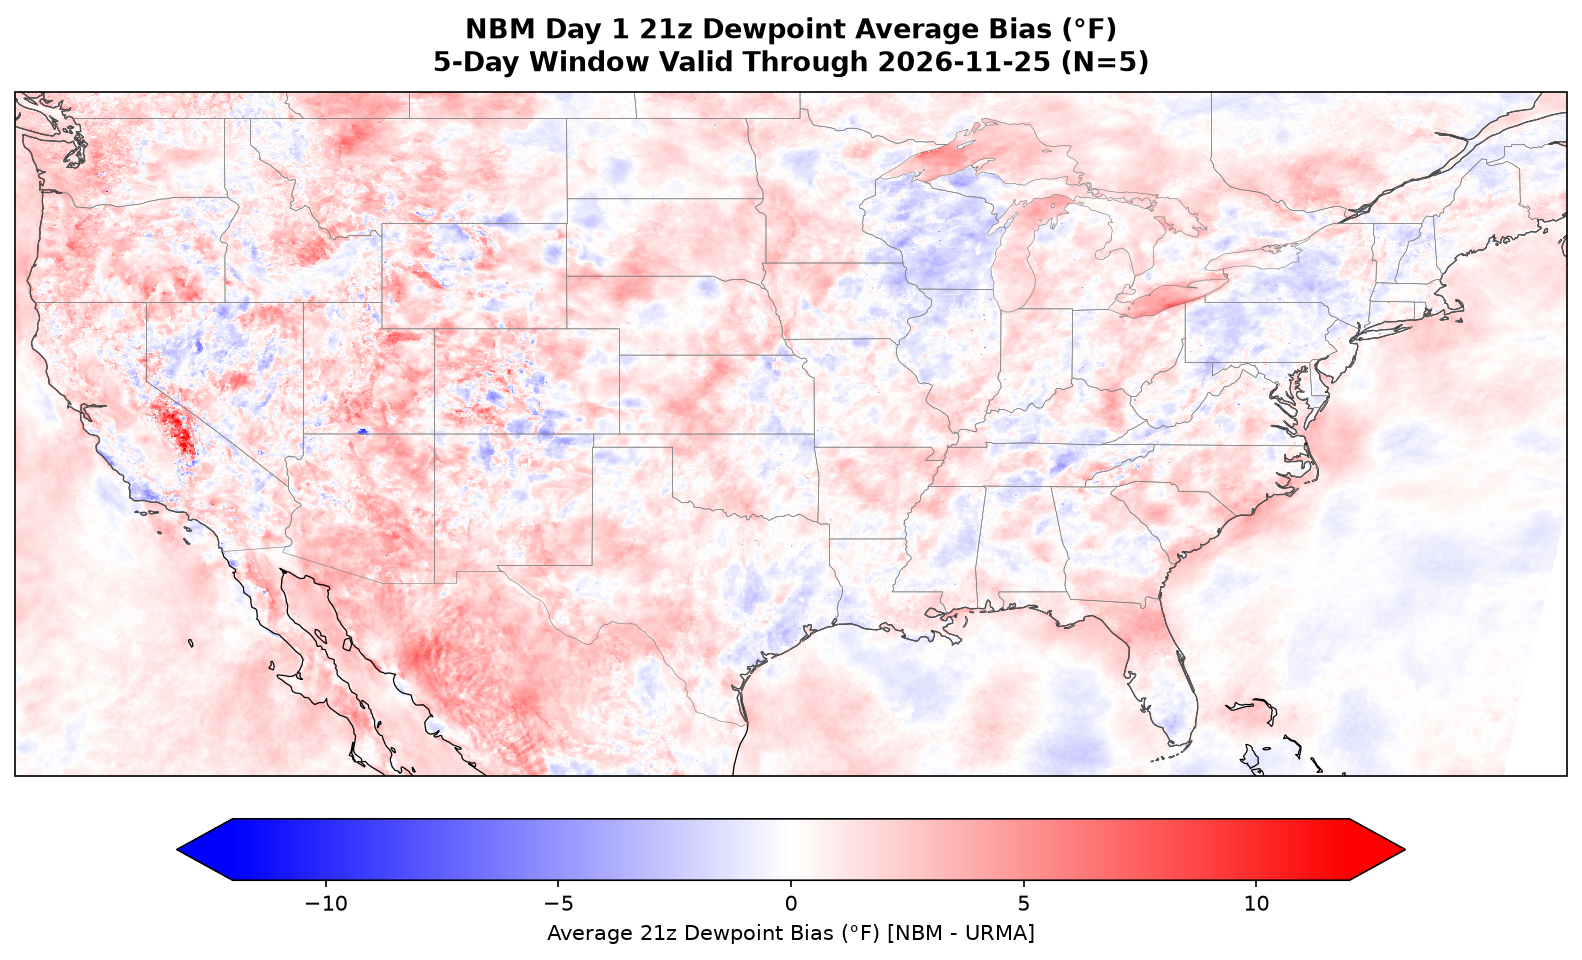 NBM Day 1 21z Dewpoint Average Bias (°F)
5-Day Window Valid Through 2026-11-25 (N=5)
−10 −5 0 5 10
Average 21z Dewpoint Bias (°F) [NBM - URMA]